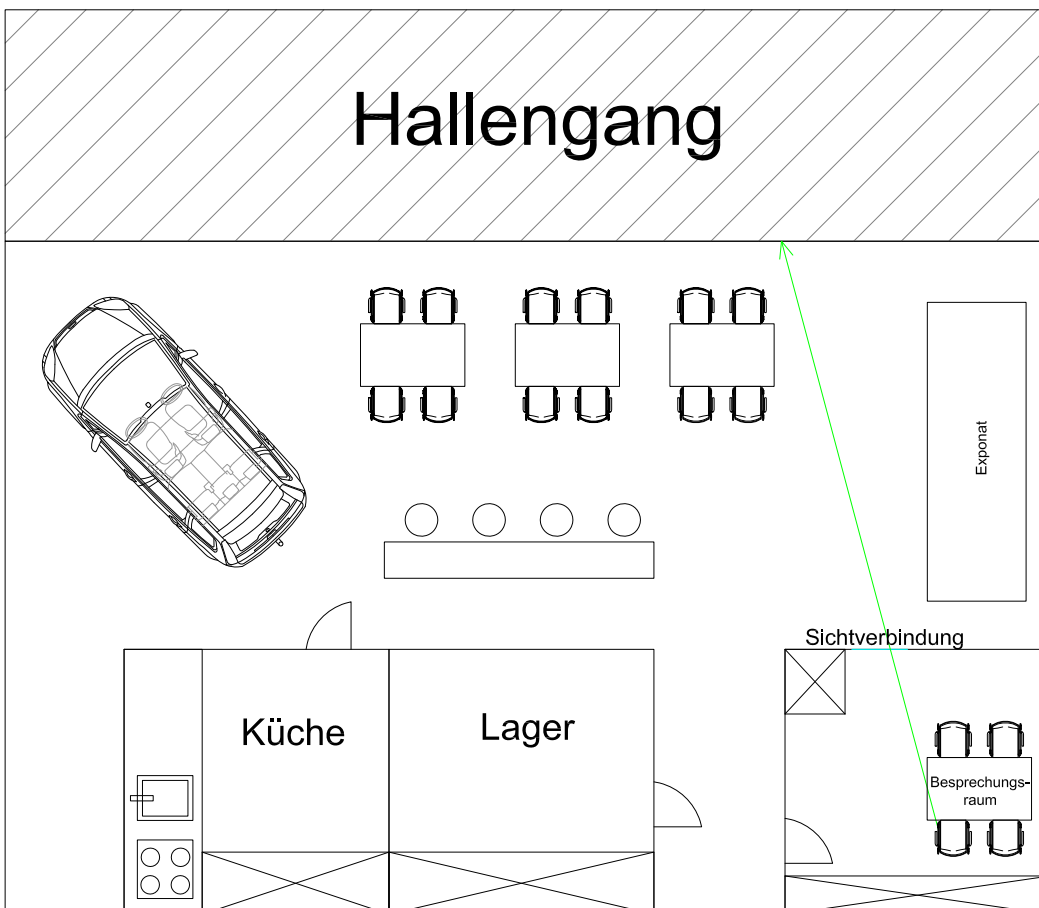 Hallengang
Exponat
Sichtverbindung
Küche
Lager
Besprechungs-
raum